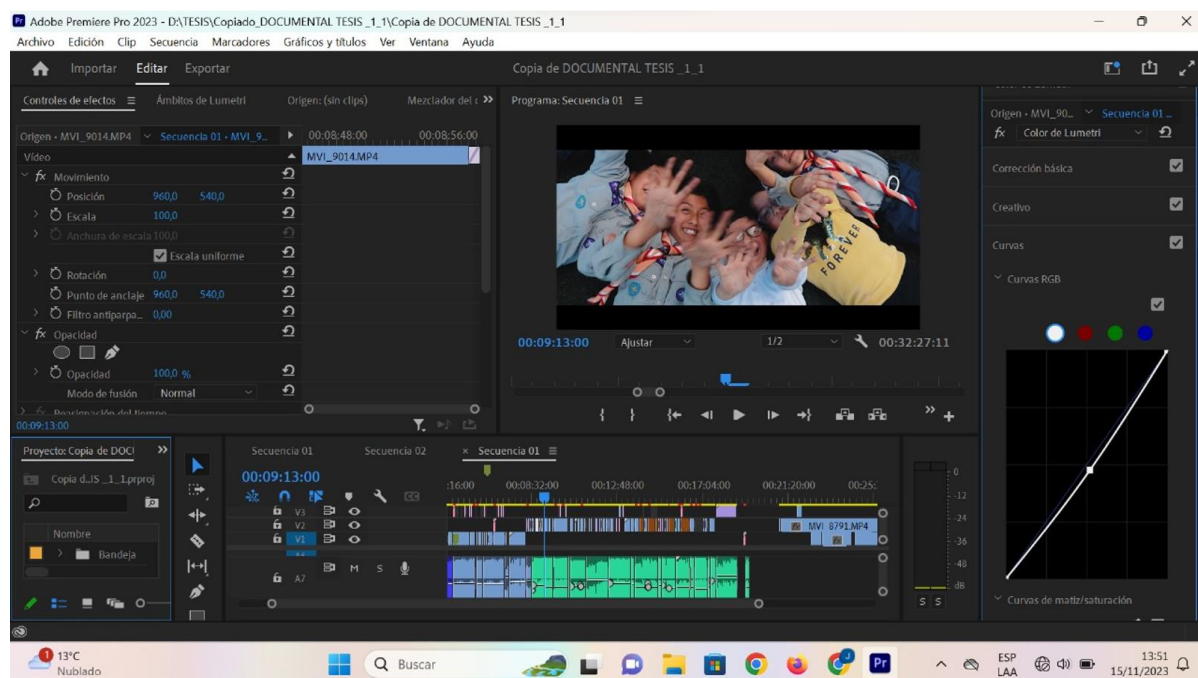 Adobe Premiere Pro 2023 - D:\TESIS\Copiado_DOCUMENTAL TESIS _1_1\Copia de DOCUMENTAL TESIS _1_1
Archivo Edición Clip Secuencia Marcadores Gráficos y títulos Ver Ventana Ayuda
Importar Editar Exportar Copia de DOCUMENTAL TESIS _1_1
Controles de efectos Ámbitos de Lumetri Origen: (sin clips) Mezclador del c
Programa: Secuencia 01
Origen • MVI_90... Secuencia 01 ...
fx Color de Lumetri
Origen • MVI_9014.MP4 Secuencia 01 • MVI_9... 00:08:48:00 00:08:56:00
Vídeo MVI_9014.MP4
fx Movimiento
Posición 960,0 540,0
Escala 100,0
Anchura de escala 100,0
Escala uniforme
Rotación 0,0
Punto de anclaje 960,0 540,0
Filtro antiparpa... 0,00
fx Opacidad
Opacidad 100,0 %
Modo de fusión Normal
00:09:13:00
FOREVER
00:09:13:00 Ajustar 1/2 00:32:27:11
Corrección básica
Creativo
Curvas
Curvas RGB
Curvas de matiz/saturación
Proyecto: Copia de DOCU
Copia d...IS _1_1.prproj
Nombre
Bandeja
Secuencia 01 Secuencia 02 × Secuencia 01
00:09:13:00
:16:00 00:08:32:00 00:12:48:00 00:17:04:00 00:21:20:00 00:25:
V3
V2 MVI_8791.MP4
V1
A7 M S
0
-12
-24
-36
-48
dB
S S
1
13°C
Nublado
Buscar
ESP
LAA
13:51
15/11/2023